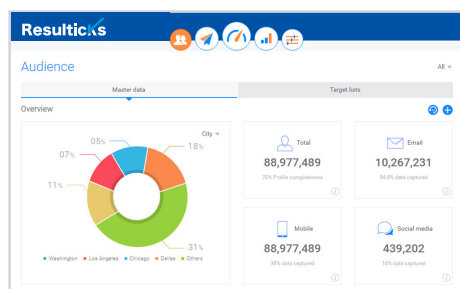 Resulticks
Audience
All
Master data
Target lists
Overview
City
05%
18%
07%
11%
31%
Washington Los Angeles Chicago Dallas Others
Total
88,977,489
70% Profile completeness
Email
10,267,231
94.8% data captured
Mobile
88,977,489
38% data captured
Social media
439,202
16% data captured